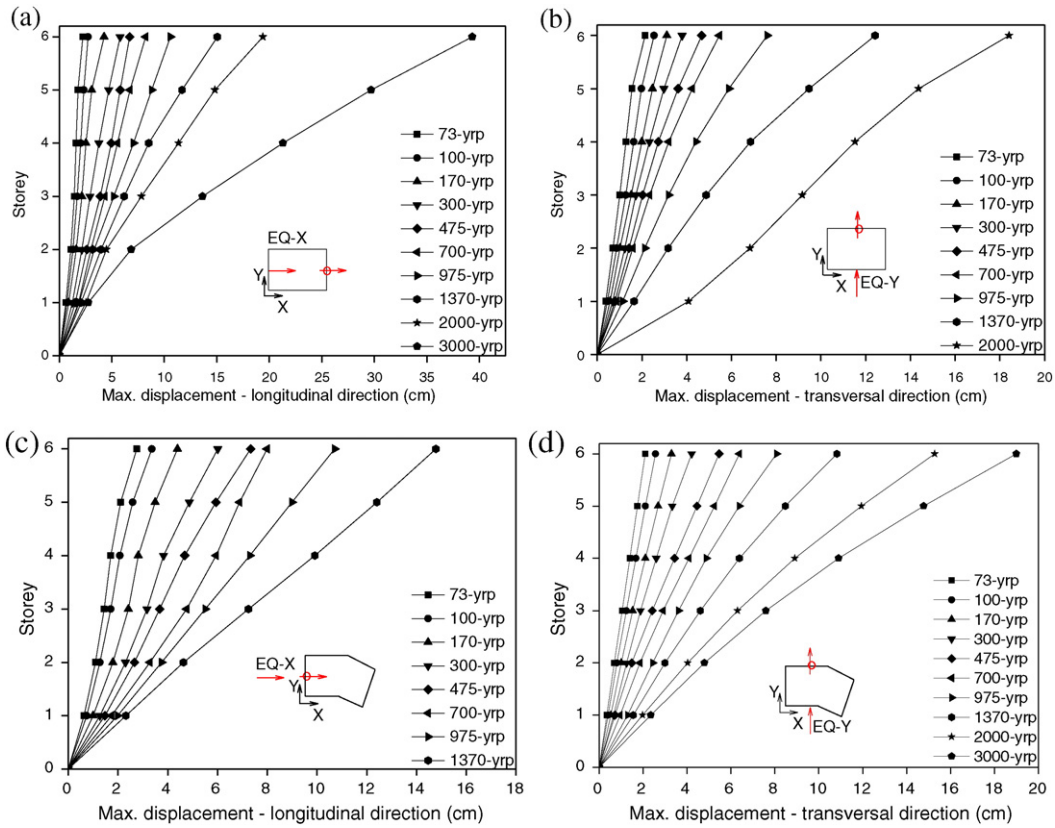 (a)
6
5
4
3
2
1
0
Storey
73-yrp
100-yrp
170-yrp
300-yrp
475-yrp
700-yrp
975-yrp
1370-yrp
2000-yrp
3000-yrp
EQ-X
Y
X
0 5 10 15 20 25 30 35 40
Max. displacement - longitudinal direction (cm)
(b)
6
5
4
3
2
1
0
Storey
73-yrp
100-yrp
170-yrp
300-yrp
475-yrp
700-yrp
975-yrp
1370-yrp
2000-yrp
Y
X
EQ-Y
0 2 4 6 8 10 12 14 16 18 20
Max. displacement - transversal direction (cm)
(c)
6
5
4
3
2
1
0
Storey
73-yrp
100-yrp
170-yrp
300-yrp
475-yrp
700-yrp
975-yrp
1370-yrp
EQ-X
Y
X
0 2 4 6 8 10 12 14 16 18
Max. displacement - longitudinal direction (cm)
(d)
6
5
4
3
2
1
0
Storey
73-yrp
100-yrp
170-yrp
300-yrp
475-yrp
700-yrp
975-yrp
1370-yrp
2000-yrp
3000-yrp
Y
X
EQ-Y
0 2 4 6 8 10 12 14 16 18 20
Max. displacement - transversal direction (cm)